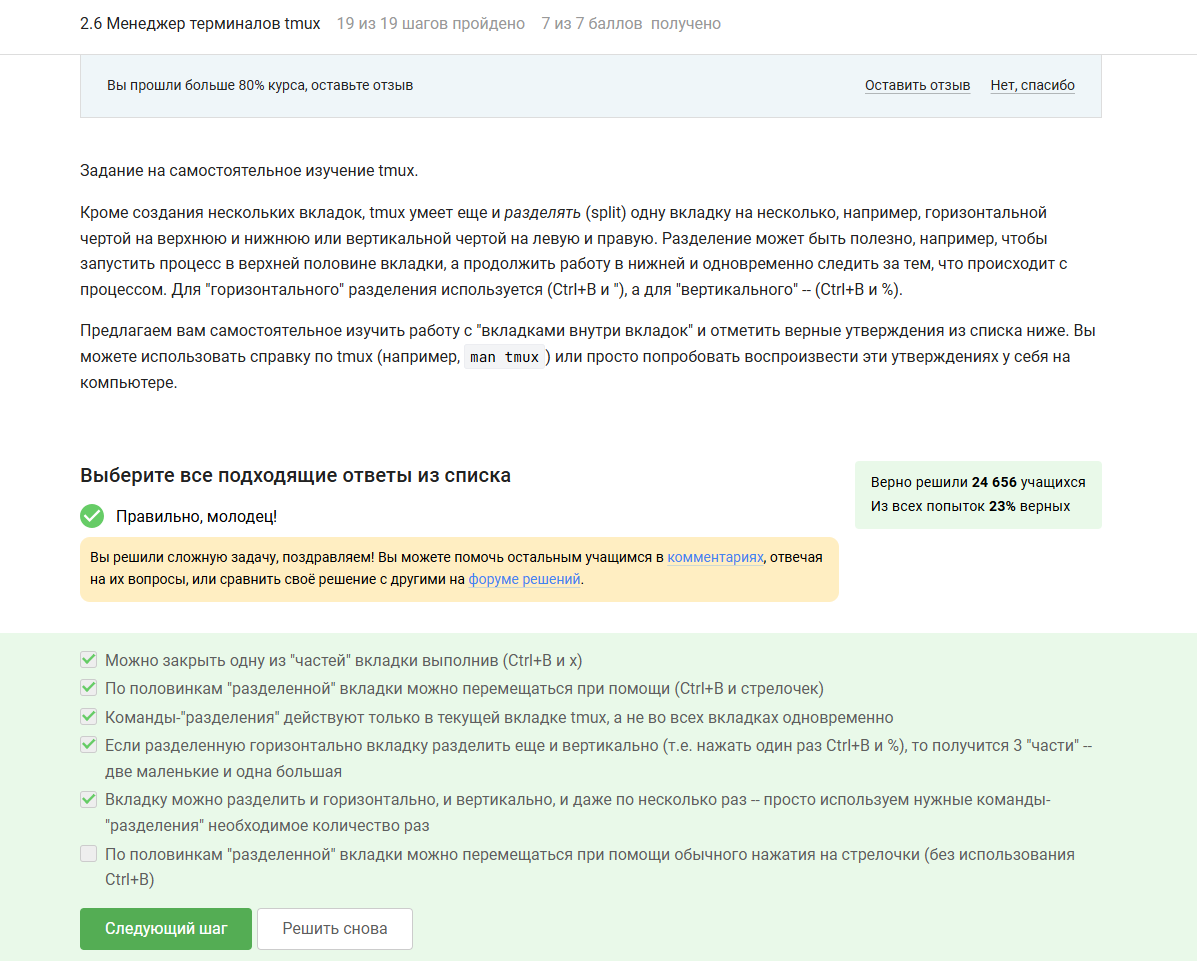 2.6 Менеджер терминалов tmux 19 из 19 шагов пройдено 7 из 7 баллов получено
Вы прошли больше 80% курса, оставьте отзыв Оставить отзыв Нет, спасибо
Задание на самостоятельное изучение tmux.
Кроме создания нескольких вкладок, tmux умеет еще и разделять (split) одну вкладку на несколько, например, горизонтальной
чертой на верхнюю и нижнюю или вертикальной чертой на левую и правую. Разделение может быть полезно, например, чтобы
запустить процесс в верхней половине вкладки, а продолжить работу в нижней и одновременно следить за тем, что происходит с
процессом. Для "горизонтального" разделения используется (Ctrl+B и "), а для "вертикального" -- (Ctrl+B и %).
Предлагаем вам самостоятельное изучить работу с "вкладками внутри вкладок" и отметить верные утверждения из списка ниже. Вы
можете использовать справку по tmux (например, man tmux) или просто попробовать воспроизвести эти утверждениях у себя на
компьютере.
Выберите все подходящие ответы из списка
Верно решили 24 656 учащихся
Из всех попыток 23% верных
Правильно, молодец!
Вы решили сложную задачу, поздравляем! Вы можете помочь остальным учащимся в комментариях, отвечая
на их вопросы, или сравнить своё решение с другими на форуме решений.
Можно закрыть одну из "частей" вкладки выполнив (Ctrl+B и x)
По половинкам "разделенной" вкладки можно перемещаться при помощи (Ctrl+B и стрелочек)
Команды-"разделения" действуют только в текущей вкладке tmux, а не во всех вкладках одновременно
Если разделенную горизонтально вкладку разделить еще и вертикально (т.е. нажать один раз Ctrl+B и %), то получится 3 "части" --
две маленькие и одна большая
Вкладку можно разделить и горизонтально, и вертикально, и даже по несколько раз -- просто используем нужные команды-
"разделения" необходимое количество раз
По половинкам "разделенной" вкладки можно перемещаться при помощи обычного нажатия на стрелочки (без использования
Ctrl+B)
Следующий шаг Решить снова